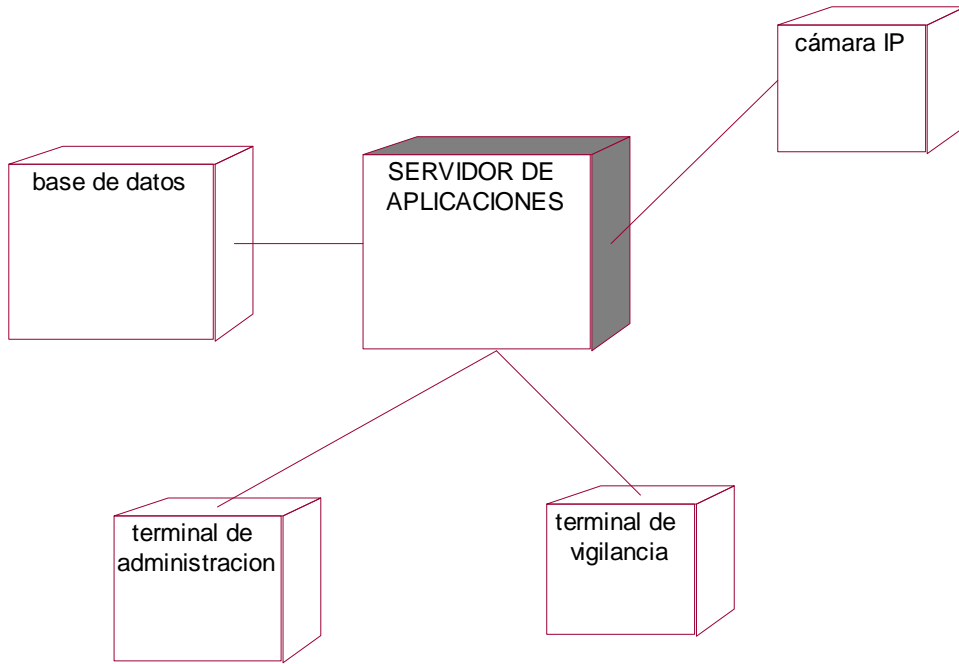 cámara IP
base de datos
SERVIDOR DE
APLICACIONES
terminal de
administracion
terminal de
vigilancia